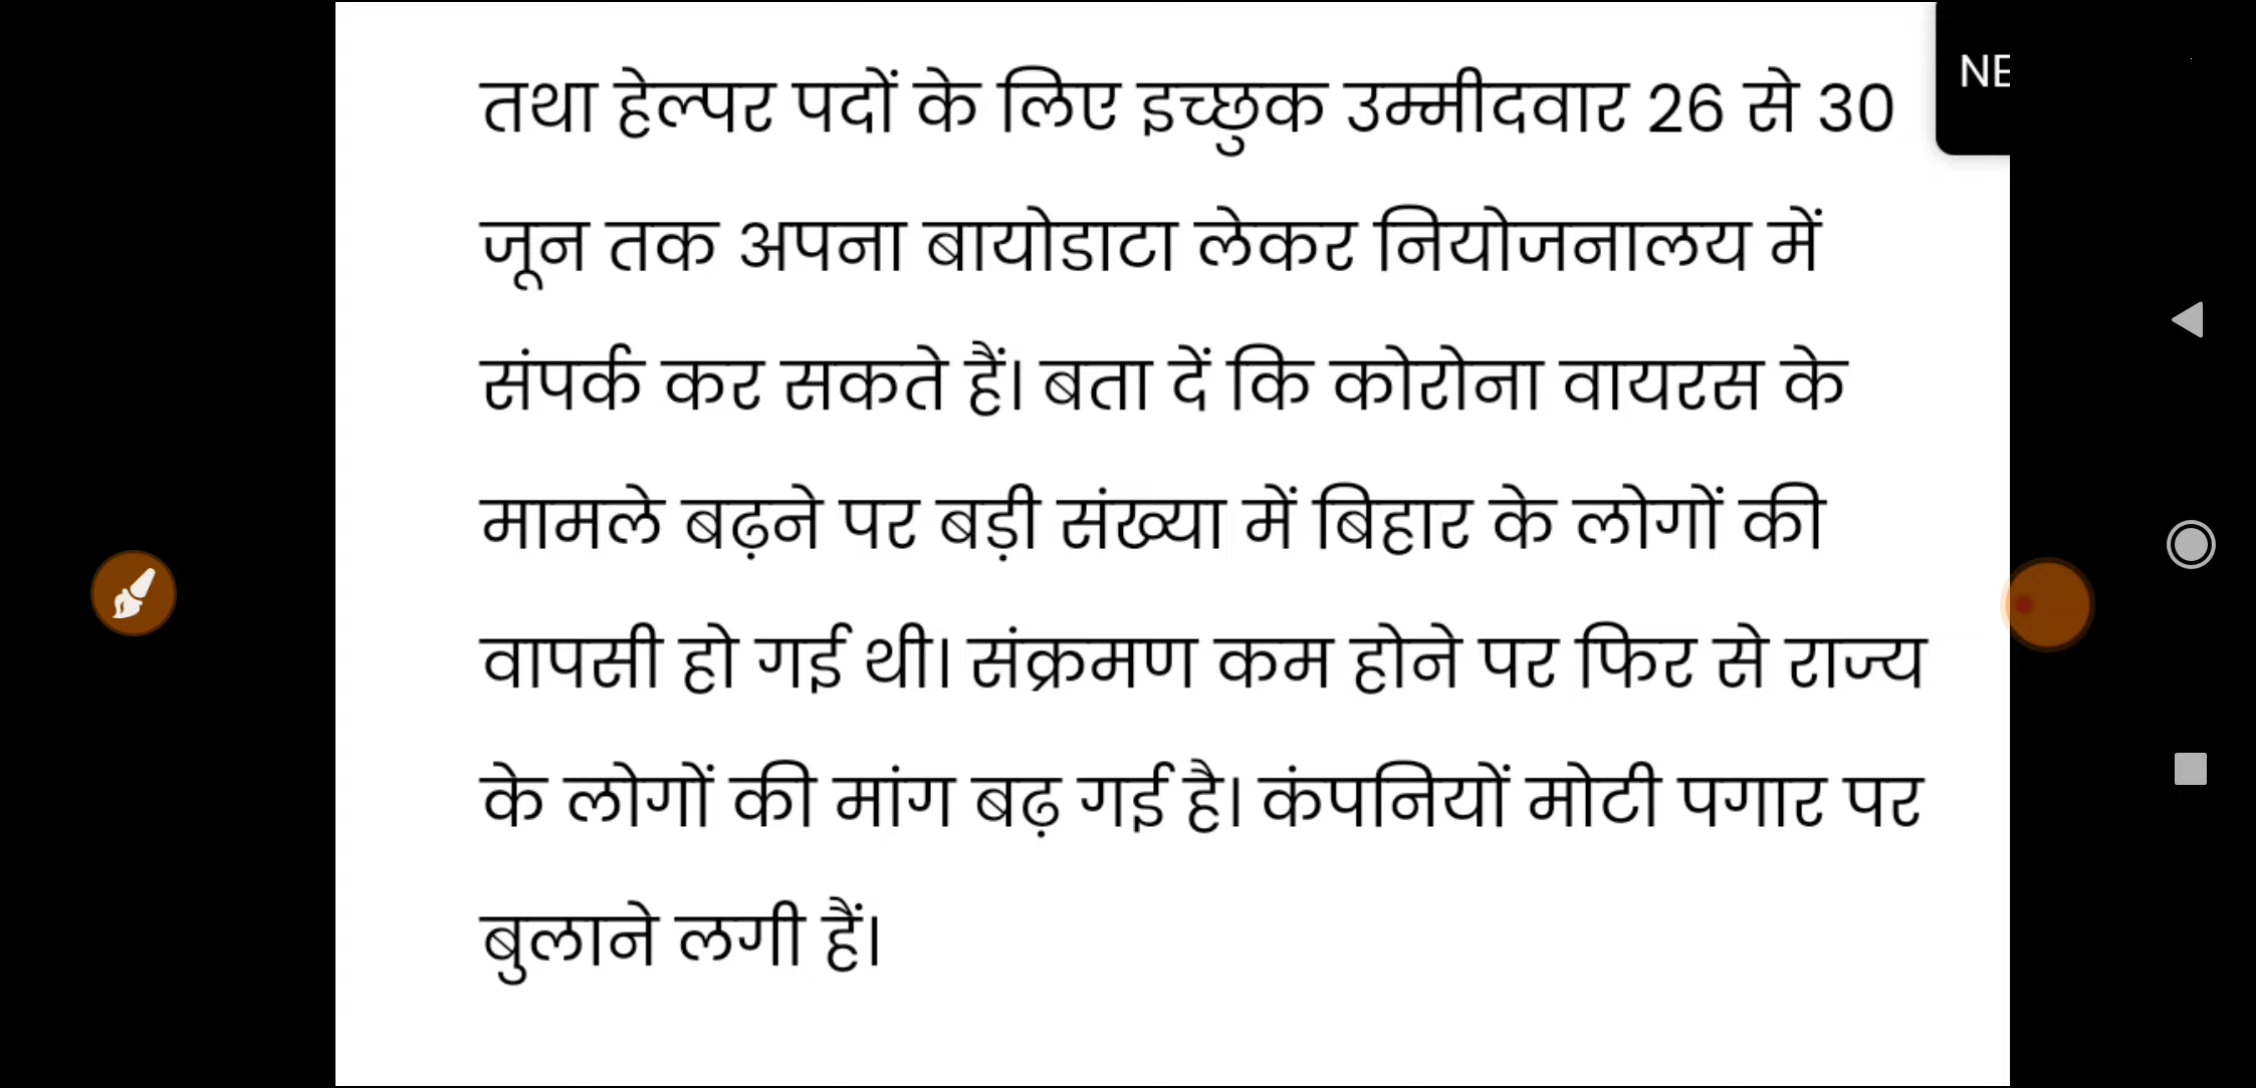 तथा हेल्पर पदों के लिए इच्छुक उम्मीदवार 26 से 30
NE
जून तक अपना बायोडाटा लेकर नियोजनालय में
संपर्क कर सकते हैं। बता दें कि कोरोना वायरस के
मामले बढ़ने पर बड़ी संख्या में बिहार के लोगों की
वापसी हो गई थी। संक्रमण कम होने पर फिर से राज्य
के लोगों की मांग बढ़ गई है। कंपनियों मोटी पगार पर
बुलाने लगी हैं।